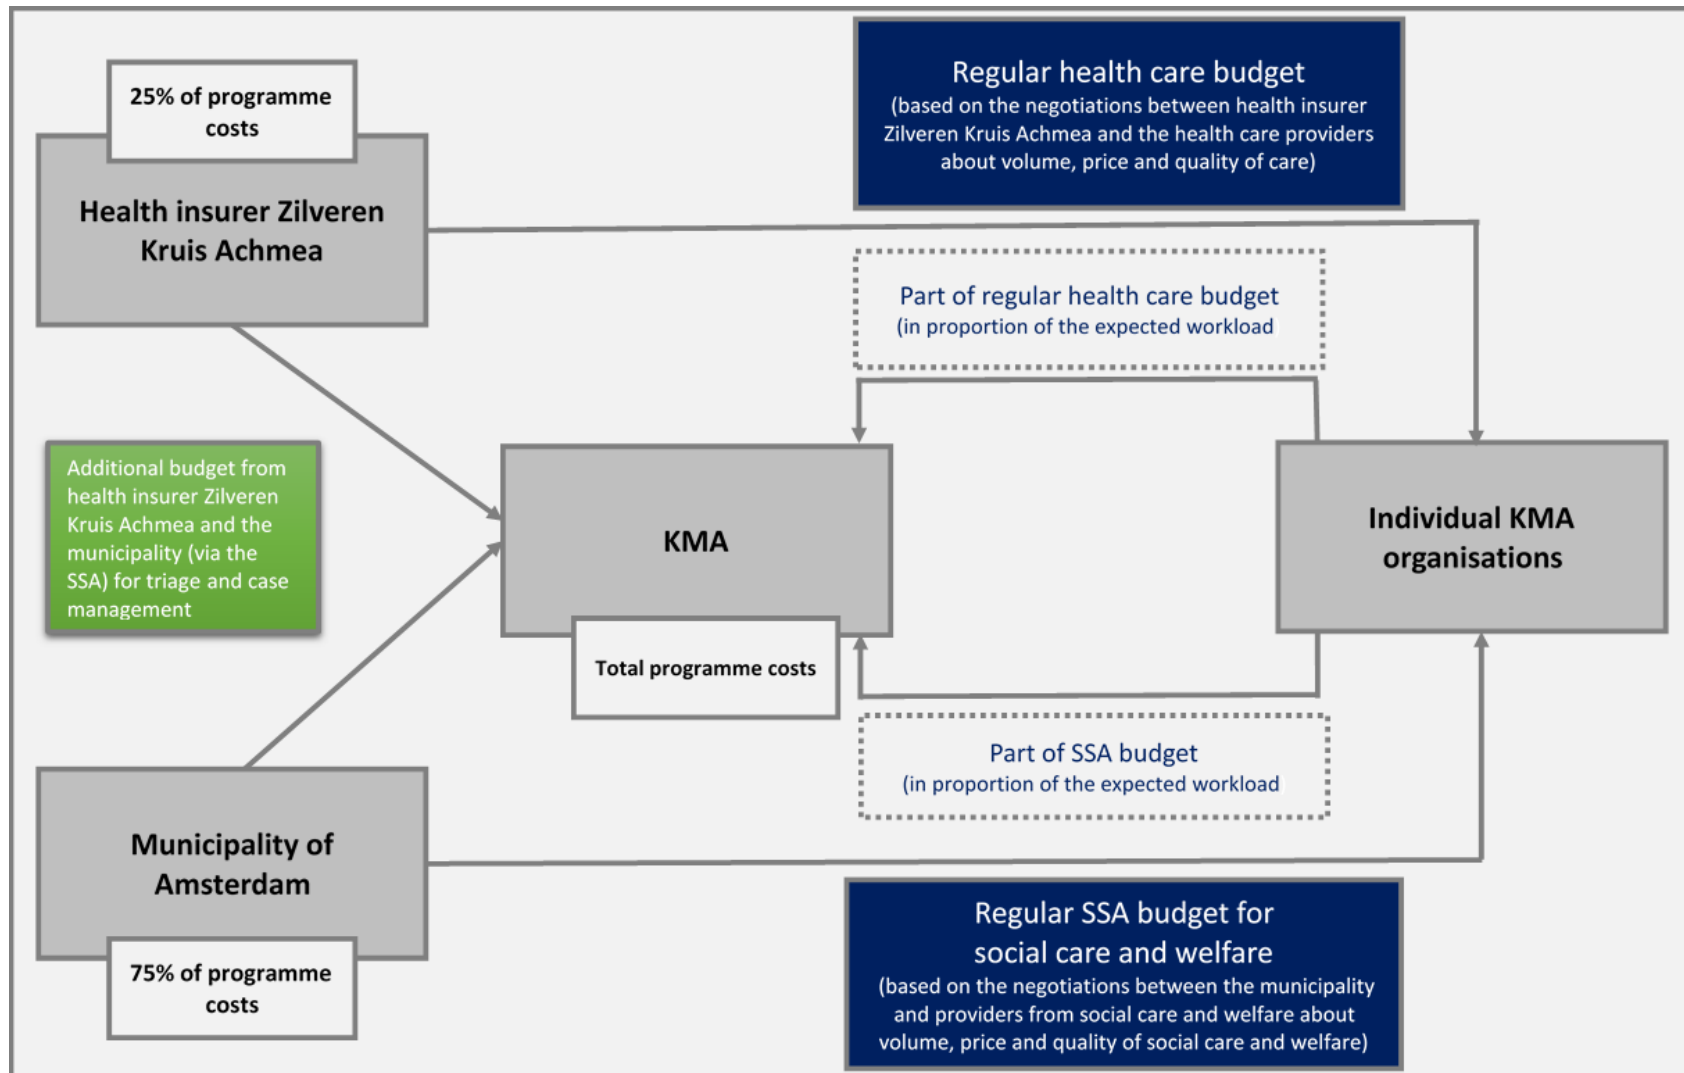 25% of programme
costs
Health insurer Zilveren
Kruis Achmea
Regular health care budget
(based on the negotiations between health insurer
Zilveren Kruis Achmea and the health care providers
about volume, price and quality of care)
Part of regular health care budget
(in proportion of the expected workload
Additional budget from
health insurer Zilveren
Kruis Achmea and the
municipality (via the
SSA) for triage and case
management
KMA
Total programme costs
Individual KMA
organisations
Part of SSA budget
(in proportion of the expected workload
Municipality of
Amsterdam
75% of programme
costs
Regular SSA budget for
social care and welfare
(based on the negotiations between the municipality
and providers from social care and welfare about
volume, price and quality of social care and welfare)